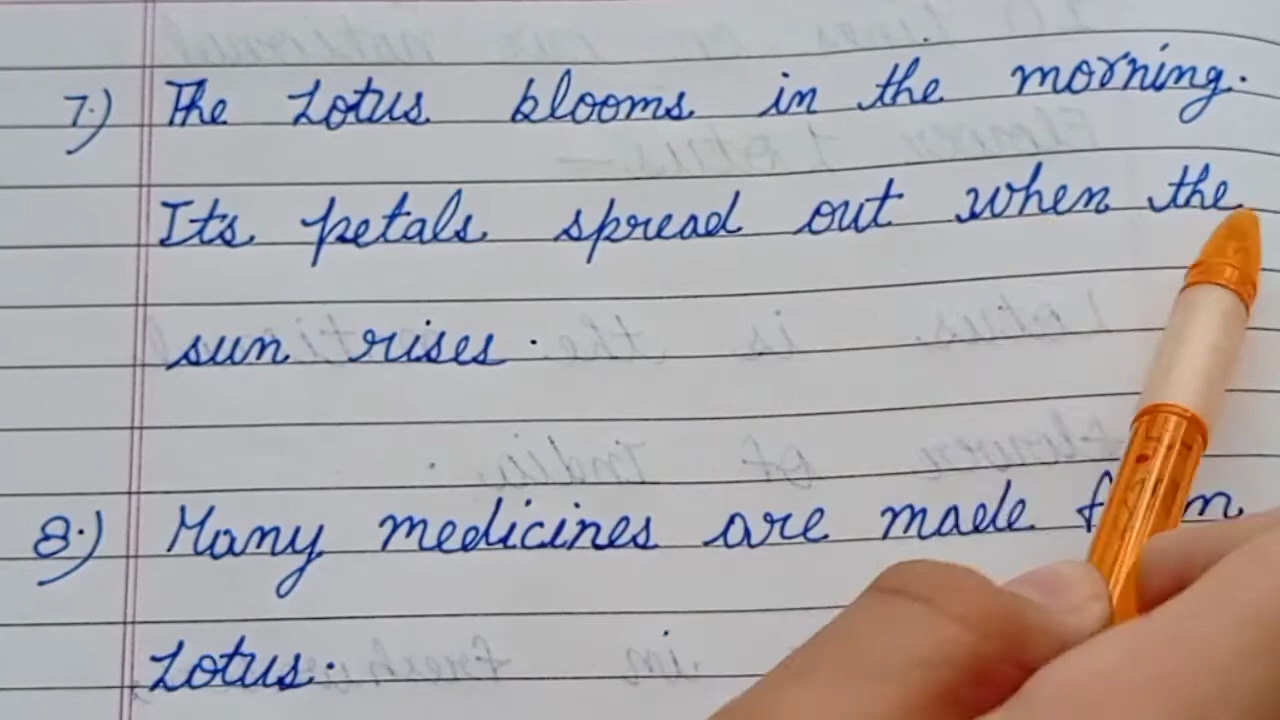 7.) The Lotus blooms in the morning.
Its petals spread out when the
sun rises.
8.) Many medicines are made from
Lotus.